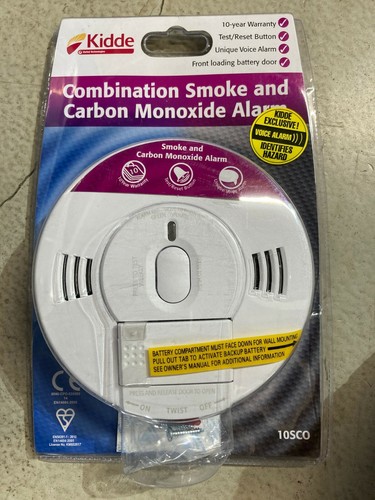 Kidde
10-year Warranty
Test/Reset Button
Unique Voice Alarm
Front loading battery door
Combination Smoke and
Carbon Monoxide Alarm
KIDDE
EXCLUSIVE!
VOICE ALARM
IDENTIFIES
HAZARD
Smoke and
Carbon Monoxide Alarm
10
BATTERY COMPARTMENT MUST FACE DOWN FOR WALL MOUNTING
PULL OUT TAB TO ACTIVATE BACKUP BATTERY
SEE OWNER'S MANUAL FOR ADDITIONAL INFORMATION
CE
ON TWIST OFF
10SCO